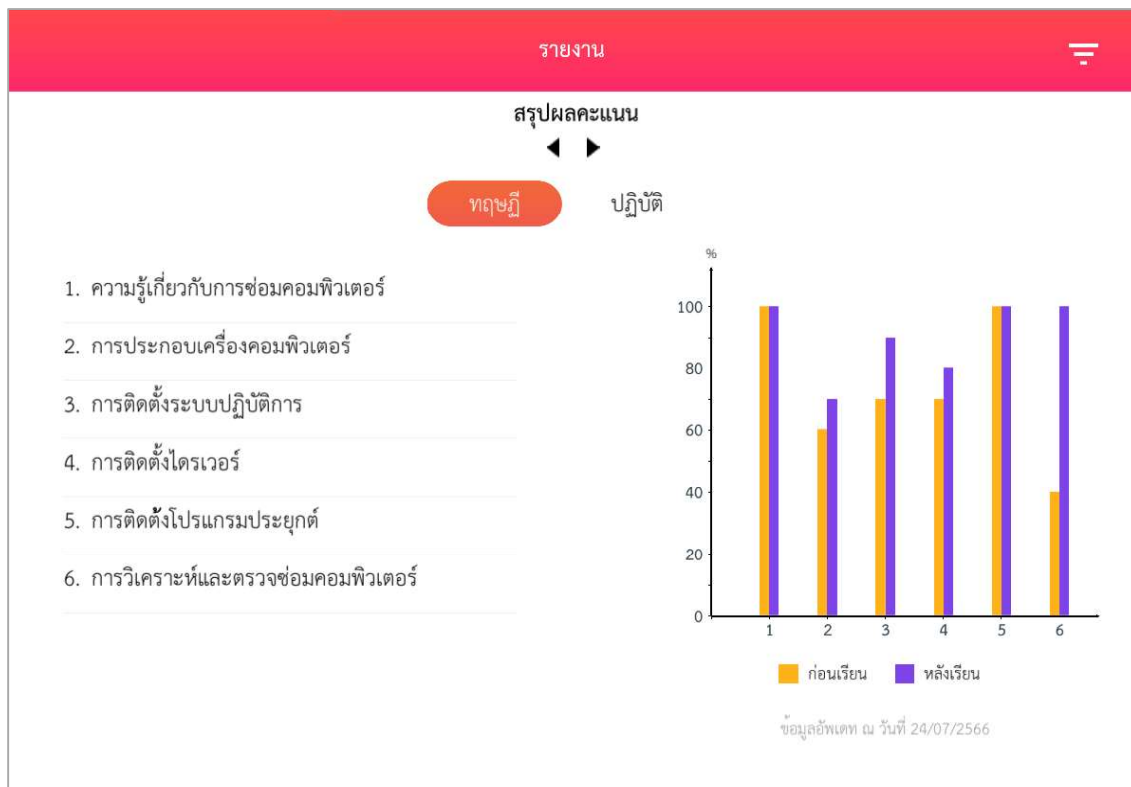 รายงาน
สรุปผลคะแนน
ทฤษฎี ปฏิบัติ
1. ความรู้เกี่ยวกับการซ่อมคอมพิวเตอร์
2. การประกอบเครื่องคอมพิวเตอร์
3. การติดตั้งระบบปฏิบัติการ
4. การติดตั้งไดรเวอร์
5. การติดตั้งโปรแกรมประยุกต์
6. การวิเคราะห์และตรวจซ่อมคอมพิวเตอร์
%
100
80
60
40
20
0
1 2 3 4 5 6
ก่อนเรียน หลังเรียน
ข้อมูลอัพเดท ณ วันที่ 24/07/2566